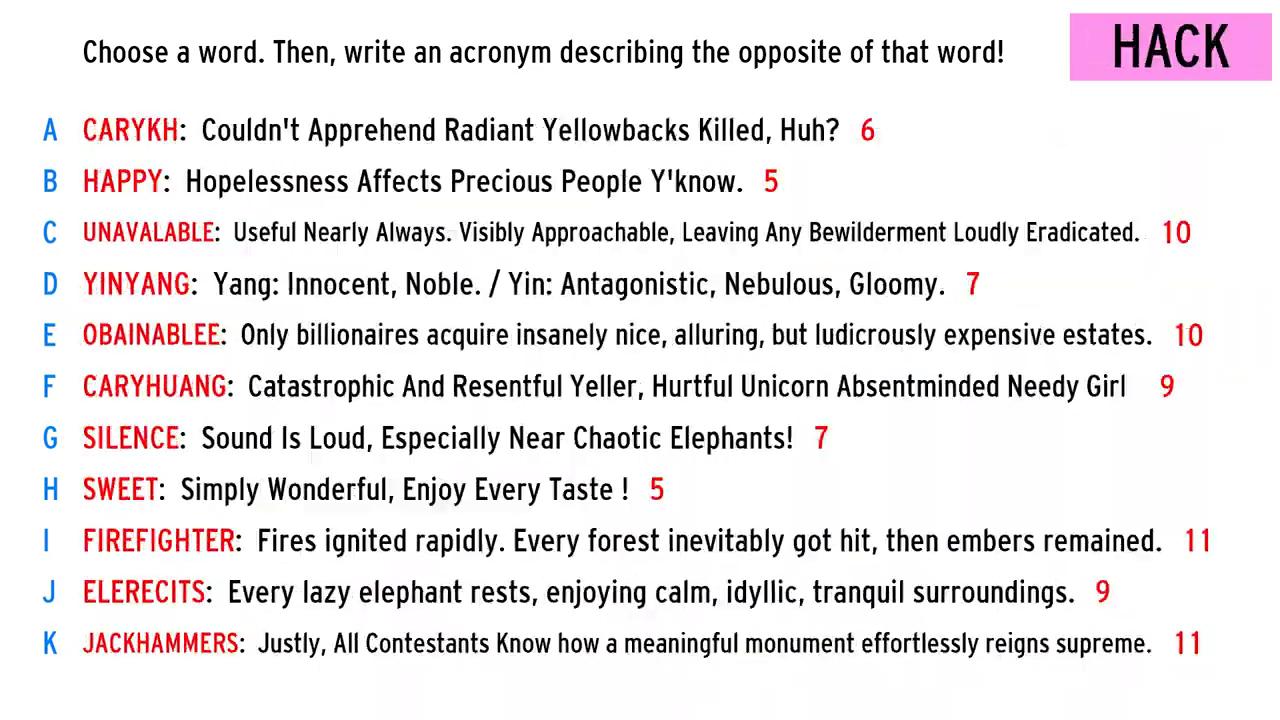 Choose a word. Then, write an acronym describing the opposite of that word!
HACK
A CARYKH: Couldn't Apprehend Radiant Yellowbacks Killed, Huh? 6
B HAPPY: Hopelessness Affects Precious People Y'know. 5
C UNAVALABLE: Useful Nearly Always. Visibly Approachable, Leaving Any Bewilderment Loudly Eradicated. 10
D YINYANG: Yang: Innocent, Noble. / Yin: Antagonistic, Nebulous, Gloomy. 7
E OBAINABLEE: Only billionaires acquire insanely nice, alluring, but ludicrously expensive estates. 10
F CARYHUANG: Catastrophic And Resentful Yeller, Hurtful Unicorn Absentminded Needy Girl 9
G SILENCE: Sound Is Loud, Especially Near Chaotic Elephants! 7
H SWEET: Simply Wonderful, Enjoy Every Taste ! 5
I FIREFIGHTER: Fires ignited rapidly. Every forest inevitably got hit, then embers remained. 11
J ELERECITS: Every lazy elephant rests, enjoying calm, idyllic, tranquil surroundings. 9
K JACKHAMMERS: Justly, All Contestants Know how a meaningful monument effortlessly reigns supreme. 11